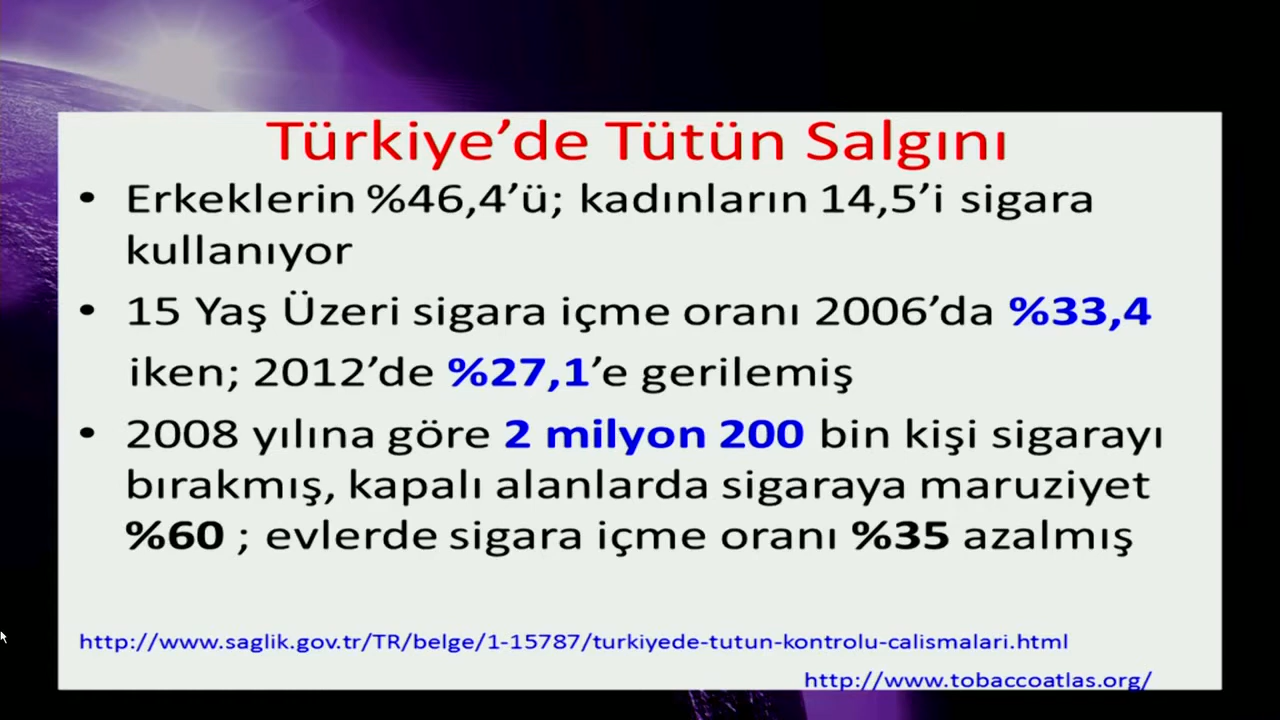 Türkiye’de Tütün Salgını
• Erkeklerin %46,4’ü; kadınların 14,5’i sigara
kullanıyor
• 15 Yaş Üzeri sigara içme oranı 2006’da %33,4
iken; 2012’de %27,1’e gerilemiş
• 2008 yılına göre 2 milyon 200 bin kişi sigarayı
bırakmış, kapalı alanlarda sigaraya maruziyet
%60 ; evlerde sigara içme oranı %35 azalmış
http://www.saglik.gov.tr/TR/belge/1-15787/turkiyede-tutun-kontrolu-calismalari.html
http://www.tobaccoatlas.org/